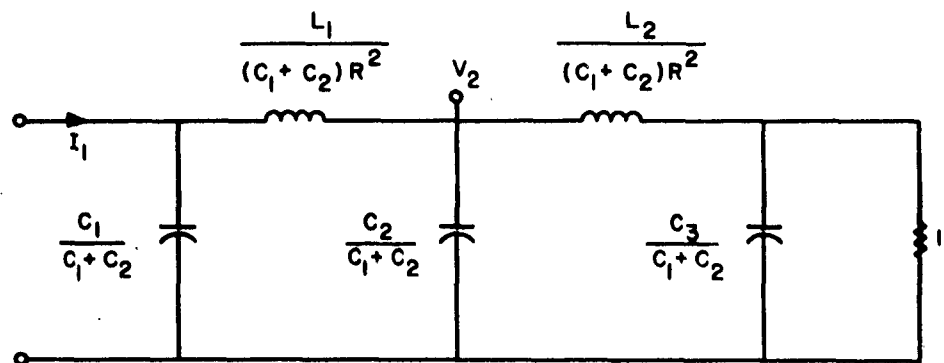 L₁ / (C₁ + C₂) R²
L₂ / (C₁ + C₂) R²
V₂
I₁
C₁ / C₁ + C₂
C₂ / C₁ + C₂
C₃ / C₁ + C₂
1